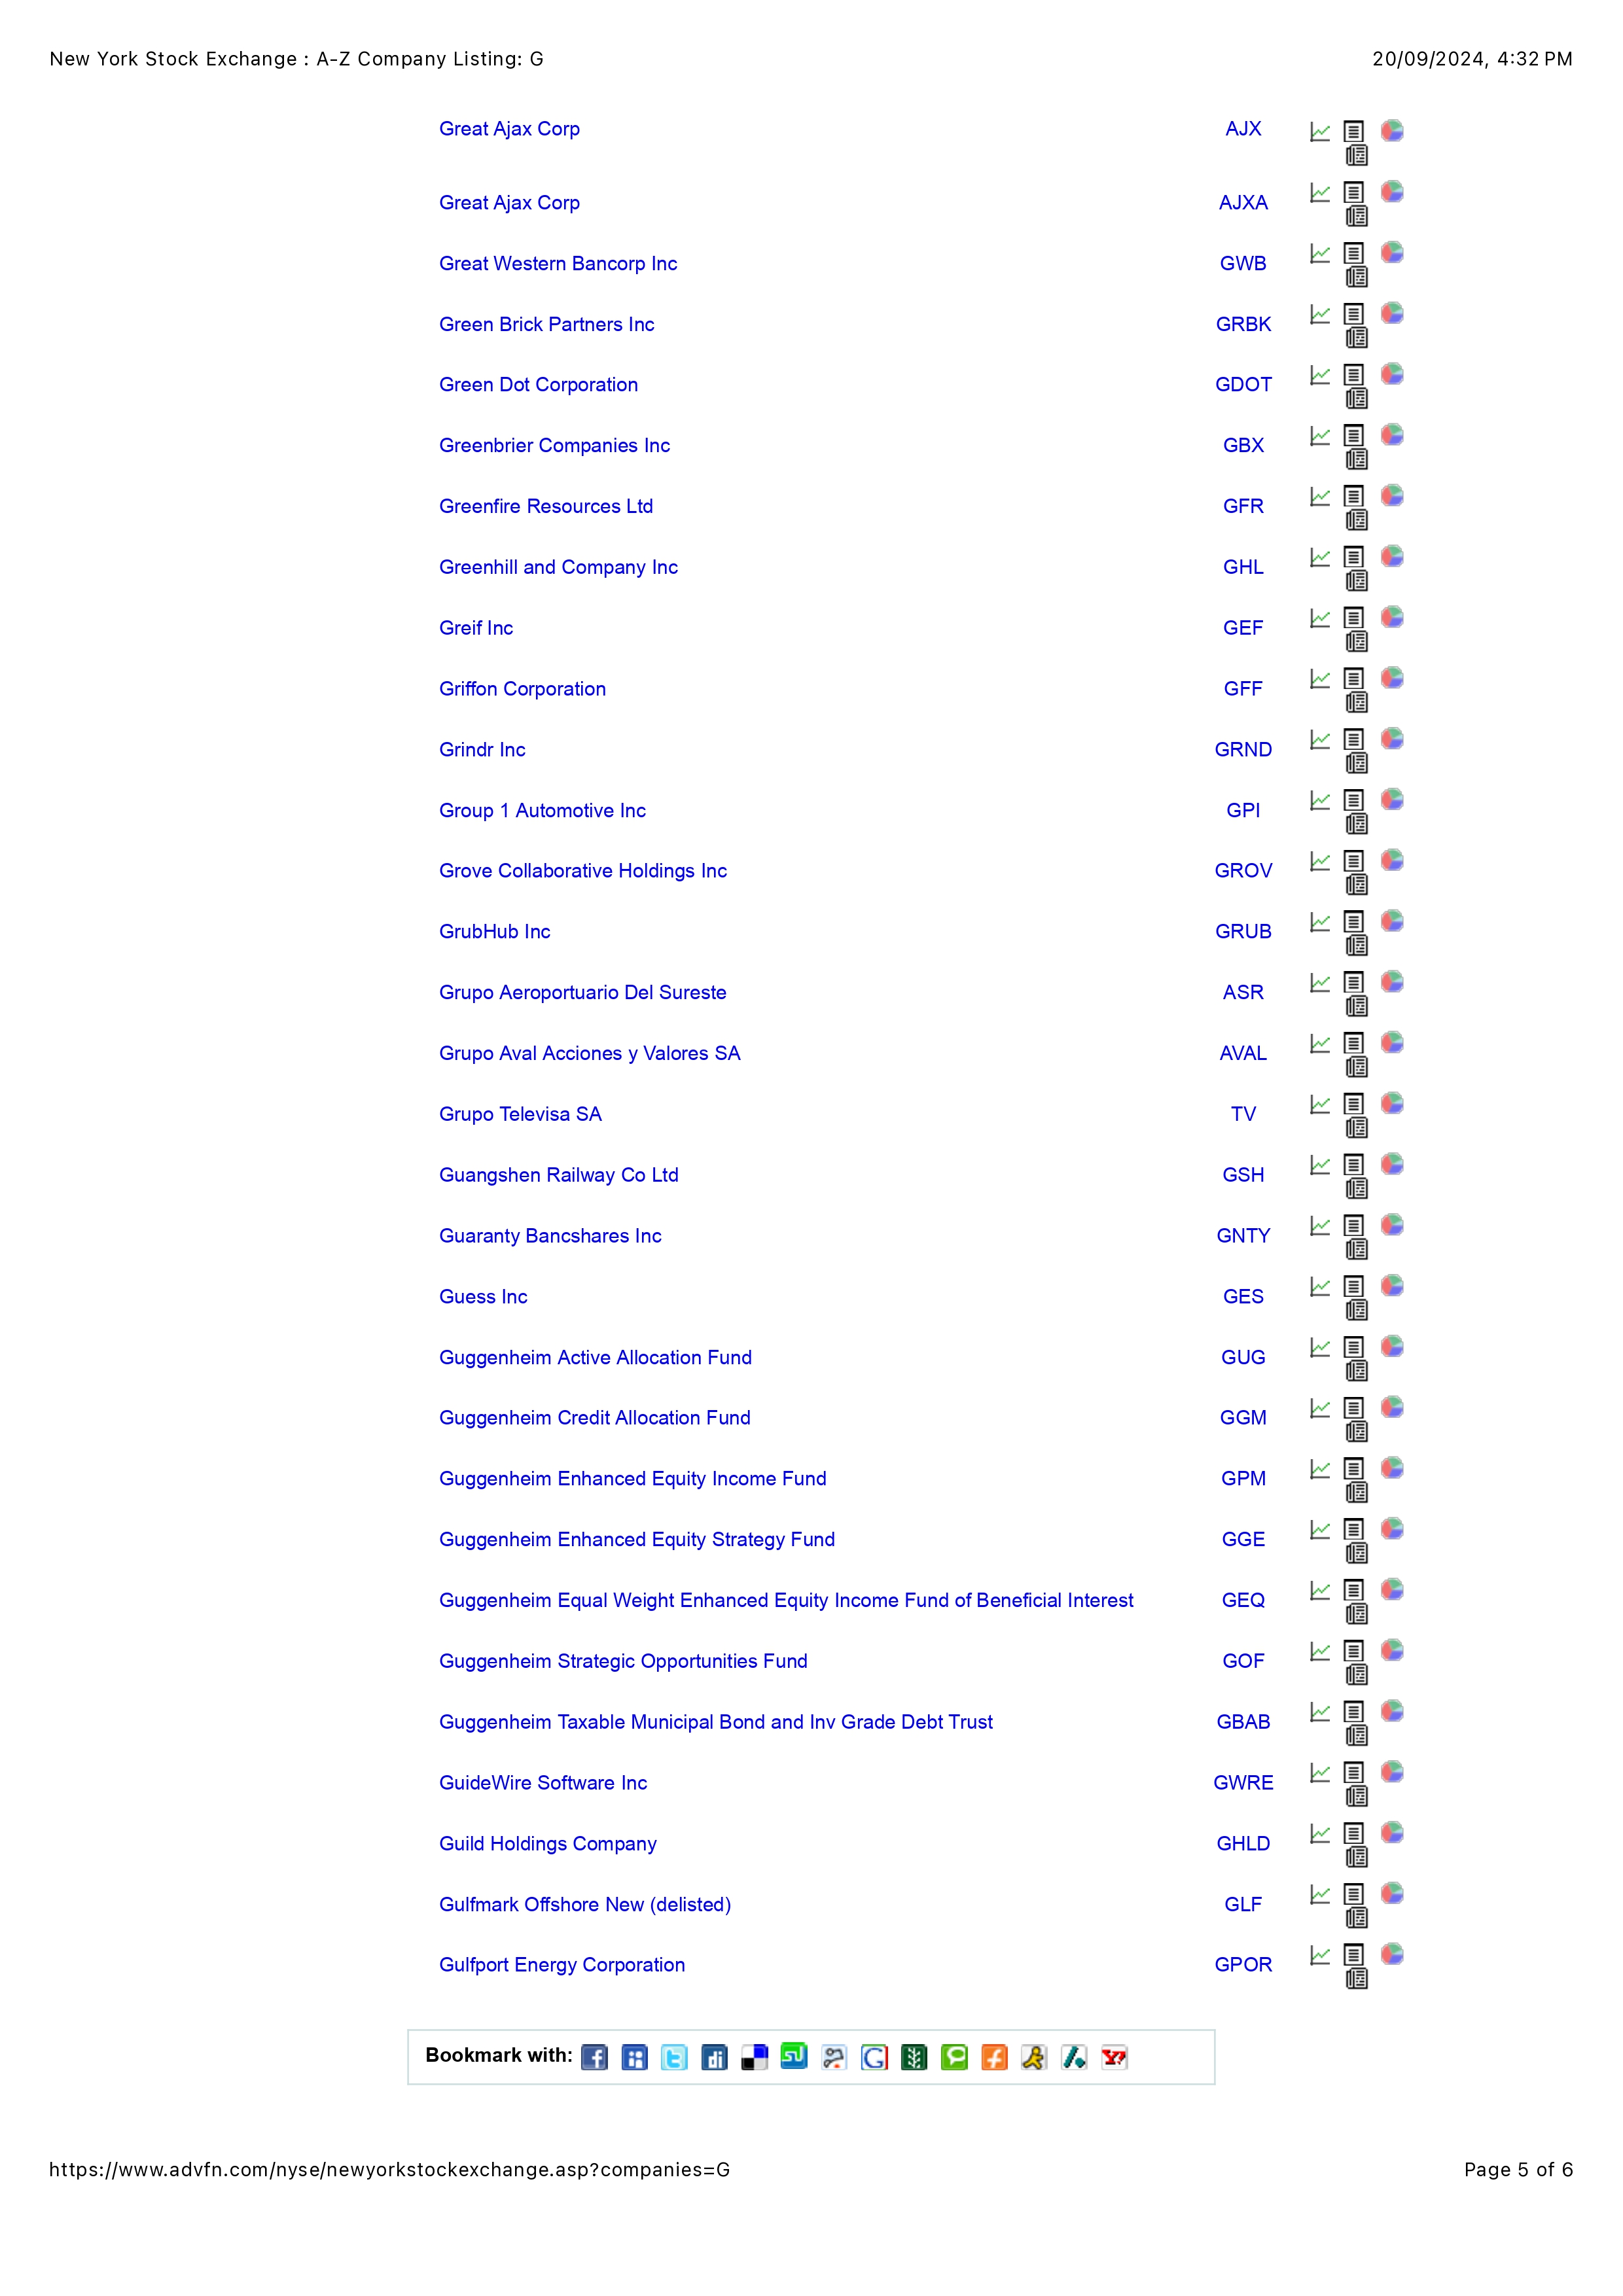 New York Stock Exchange : A-Z Company Listing: G 20/09/2024, 4:32 PM
Great Ajax Corp AJX
Great Ajax Corp AJXA
Great Western Bancorp Inc GWB
Green Brick Partners Inc GRBK
Green Dot Corporation GDOT
Greenbrier Companies Inc GBX
Greenfire Resources Ltd GFR
Greenhill and Company Inc GHL
Greif Inc GEF
Griffon Corporation GFF
Grindr Inc GRND
Group 1 Automotive Inc GPI
Grove Collaborative Holdings Inc GROV
GrubHub Inc GRUB
Grupo Aeroportuario Del Sureste ASR
Grupo Aval Acciones y Valores SA AVAL
Grupo Televisa SA TV
Guangshen Railway Co Ltd GSH
Guaranty Bancshares Inc GNTY
Guess Inc GES
Guggenheim Active Allocation Fund GUG
Guggenheim Credit Allocation Fund GGM
Guggenheim Enhanced Equity Income Fund GPM
Guggenheim Enhanced Equity Strategy Fund GGE
Guggenheim Equal Weight Enhanced Equity Income Fund of Beneficial Interest GEQ
Guggenheim Strategic Opportunities Fund GOF
Guggenheim Taxable Municipal Bond and Inv Grade Debt Trust GBAB
GuideWire Software Inc GWRE
Guild Holdings Company GHLD
Gulfmark Offshore New (delisted) GLF
Gulfport Energy Corporation GPOR
Bookmark with:
https://www.advfn.com/nyse/newyorkstockexchange.asp?companies=G Page 5 of 6